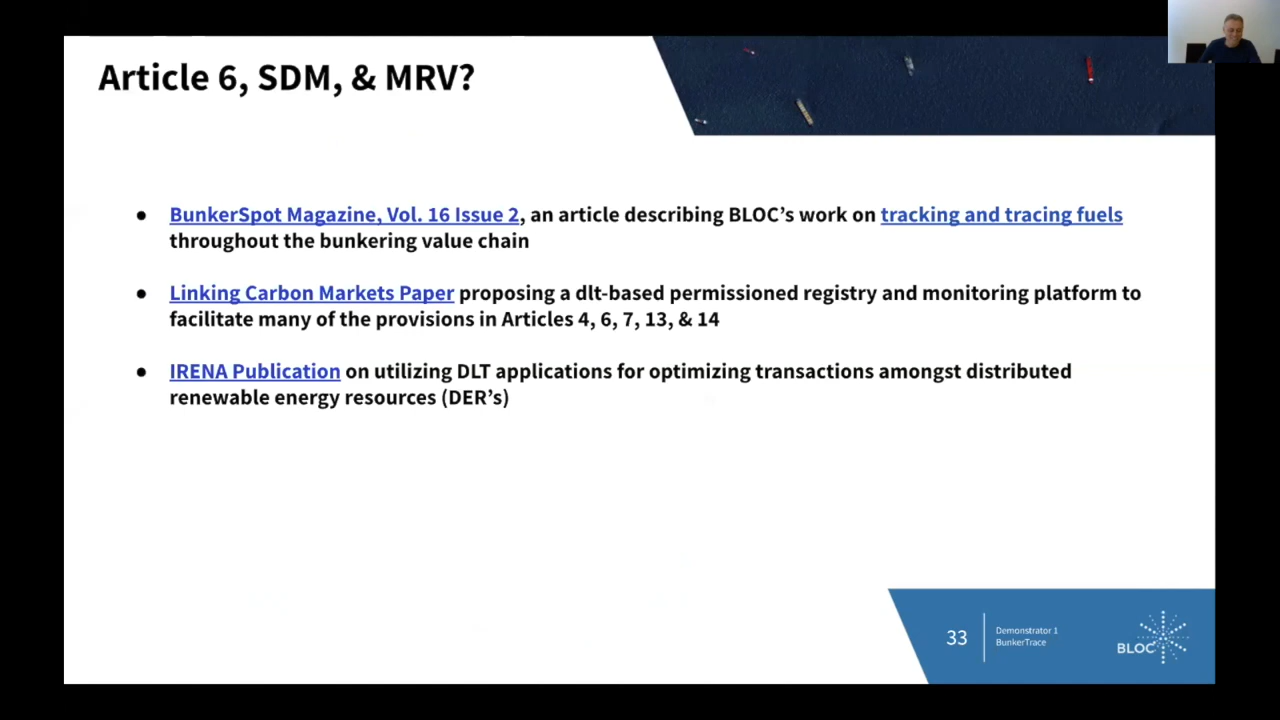 Article 6, SDM, & MRV?
● BunkerSpot Magazine, Vol. 16 Issue 2, an article describing BLOC’s work on tracking and tracing fuels
throughout the bunkering value chain
● Linking Carbon Markets Paper proposing a dlt-based permissioned registry and monitoring platform to
facilitate many of the provisions in Articles 4, 6, 7, 13, & 14
● IRENA Publication on utilizing DLT applications for optimizing transactions amongst distributed
renewable energy resources (DER’s)
33
Demonstrator 1
BunkerTrace
BLOC